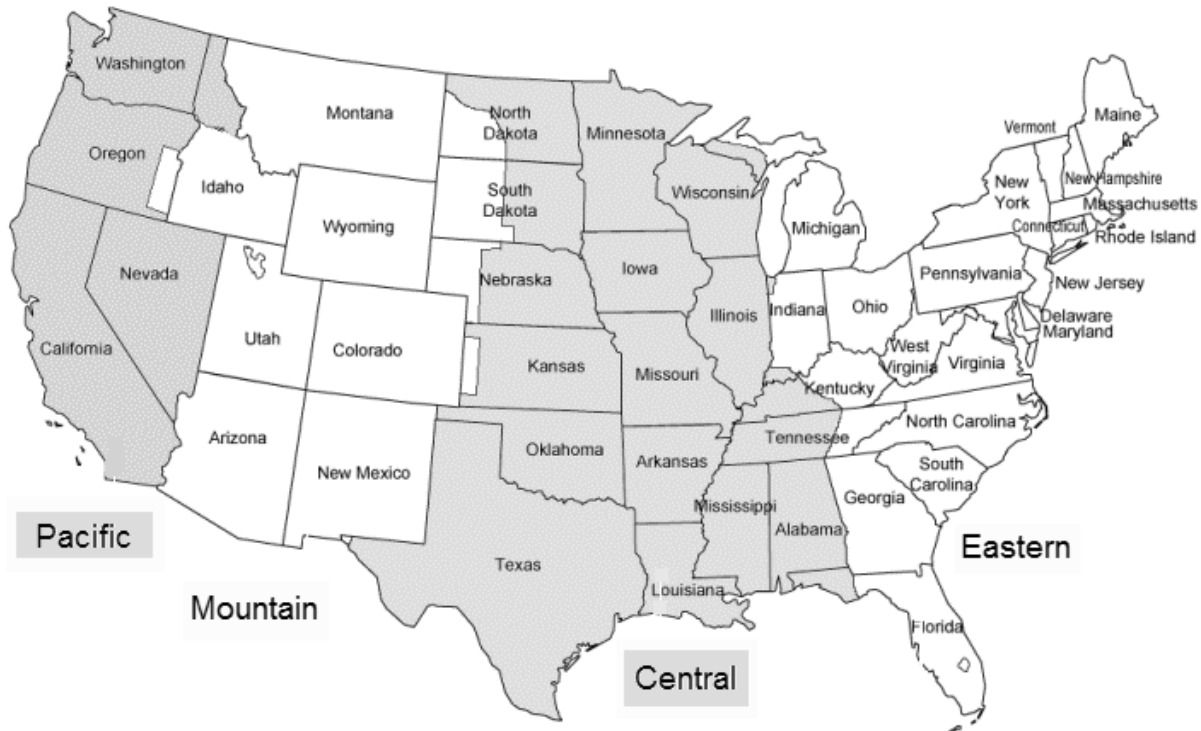 Washington
Montana
North
Dakota
Minnesota
Maine
Vermont
Oregon
Idaho
South
Dakota
Wisconsin
New
York
New Hampshire
Massachusetts
Wyoming
Michigan
Connecticut
Rhode Island
Nevada
Nebraska
Iowa
Pennsylvania
New Jersey
Illinois
Indiana
Ohio
Delaware
Maryland
California
Utah
Colorado
Kansas
Missouri
West
Virginia
Virginia
Kentucky
Arizona
New Mexico
Oklahoma
Arkansas
Tennessee
North Carolina
South
Carolina
Mississippi
Alabama
Georgia
Pacific
Texas
Eastern
Louisiana
Mountain
Florida
Central